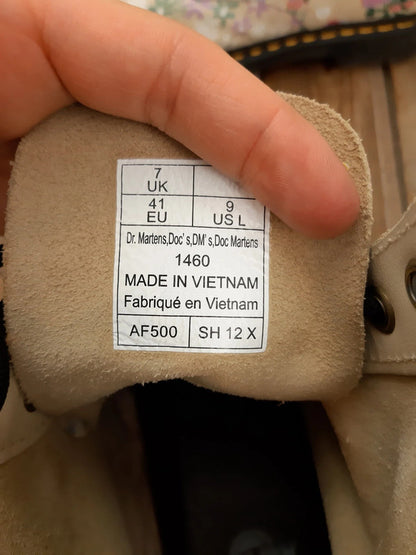 7
UK
41
EU
9
US L
Dr. Martens,Doc's,DM's,Doc Martens
1460
MADE IN VIETNAM
Fabriqué en Vietnam
AF500
SH 12 X